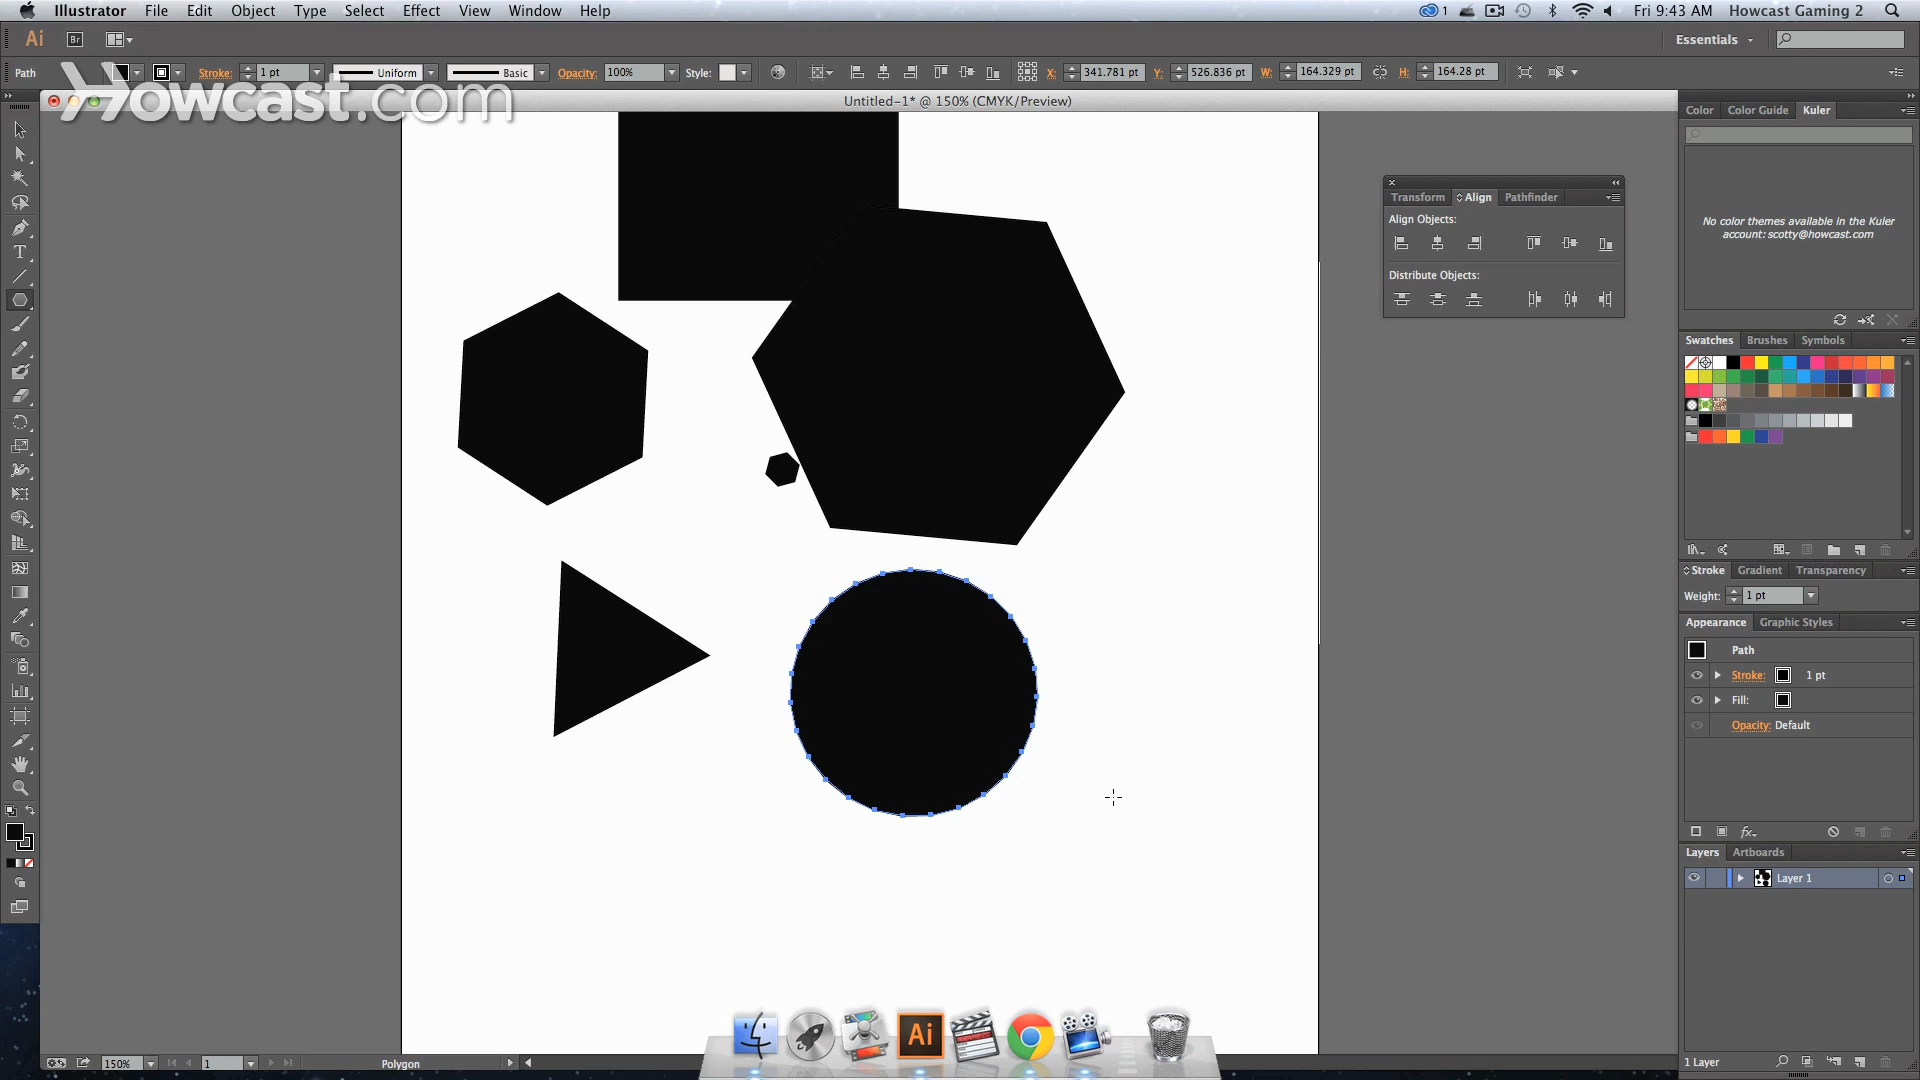 Illustrator File Edit Object Type Select Effect View Window Help
1 Fri 9:43 AM Howcast Gaming 2
Ai Br Essentials
Path Stroke: 1 pt Uniform Basic Opacity: 100% Style: X: 341.781 pt Y: 526.836 pt W: 164.329 pt H: 164.28 pt
Howcast.com
Untitled-1* @ 150% (CMYK/Preview)
Color Color Guide Kuler
No color themes available in the Kuler
account: scotty@howcast.com
Transform Align Pathfinder
Align Objects:
Distribute Objects:
Swatches Brushes Symbols
Stroke Gradient Transparency
Weight: 1 pt
Appearance Graphic Styles
Path
Stroke: 1 pt
Fill:
Opacity: Default
fx
Layers Artboards
Layer 1
Ai
150% 1 Polygon
1 Layer